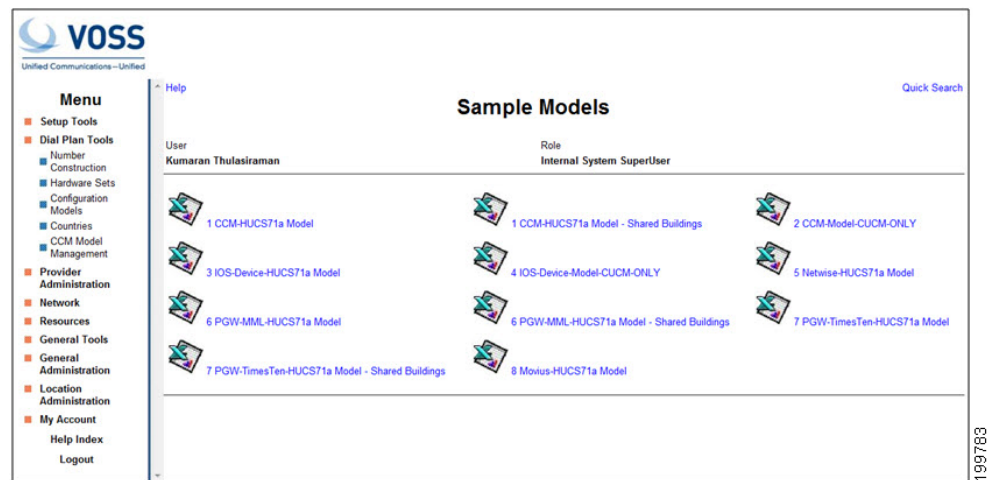 VOSS
Unified Communications–Unified
Menu
Setup Tools
Dial Plan Tools
Number
Construction
Hardware Sets
Configuration
Models
Countries
CCM Model
Management
Provider
Administration
Network
Resources
General Tools
General
Administration
Location
Administration
My Account
Help Index
Logout
Help
Quick Search
Sample Models
User
Role
Kumaran Thulasiraman
Internal System SuperUser
1 CCM-HUCS71a Model
1 CCM-HUCS71a Model - Shared Buildings
2 CCM-Model-CUCM-ONLY
3 IOS-Device-HUCS71a Model
4 IOS-Device-Model-CUCM-ONLY
5 Netwise-HUCS71a Model
6 PGW-MML-HUCS71a Model
6 PGW-MML-HUCS71a Model - Shared Buildings
7 PGW-TimesTen-HUCS71a Model
7 PGW-TimesTen-HUCS71a Model - Shared Buildings
8 Movius-HUCS71a Model
199783